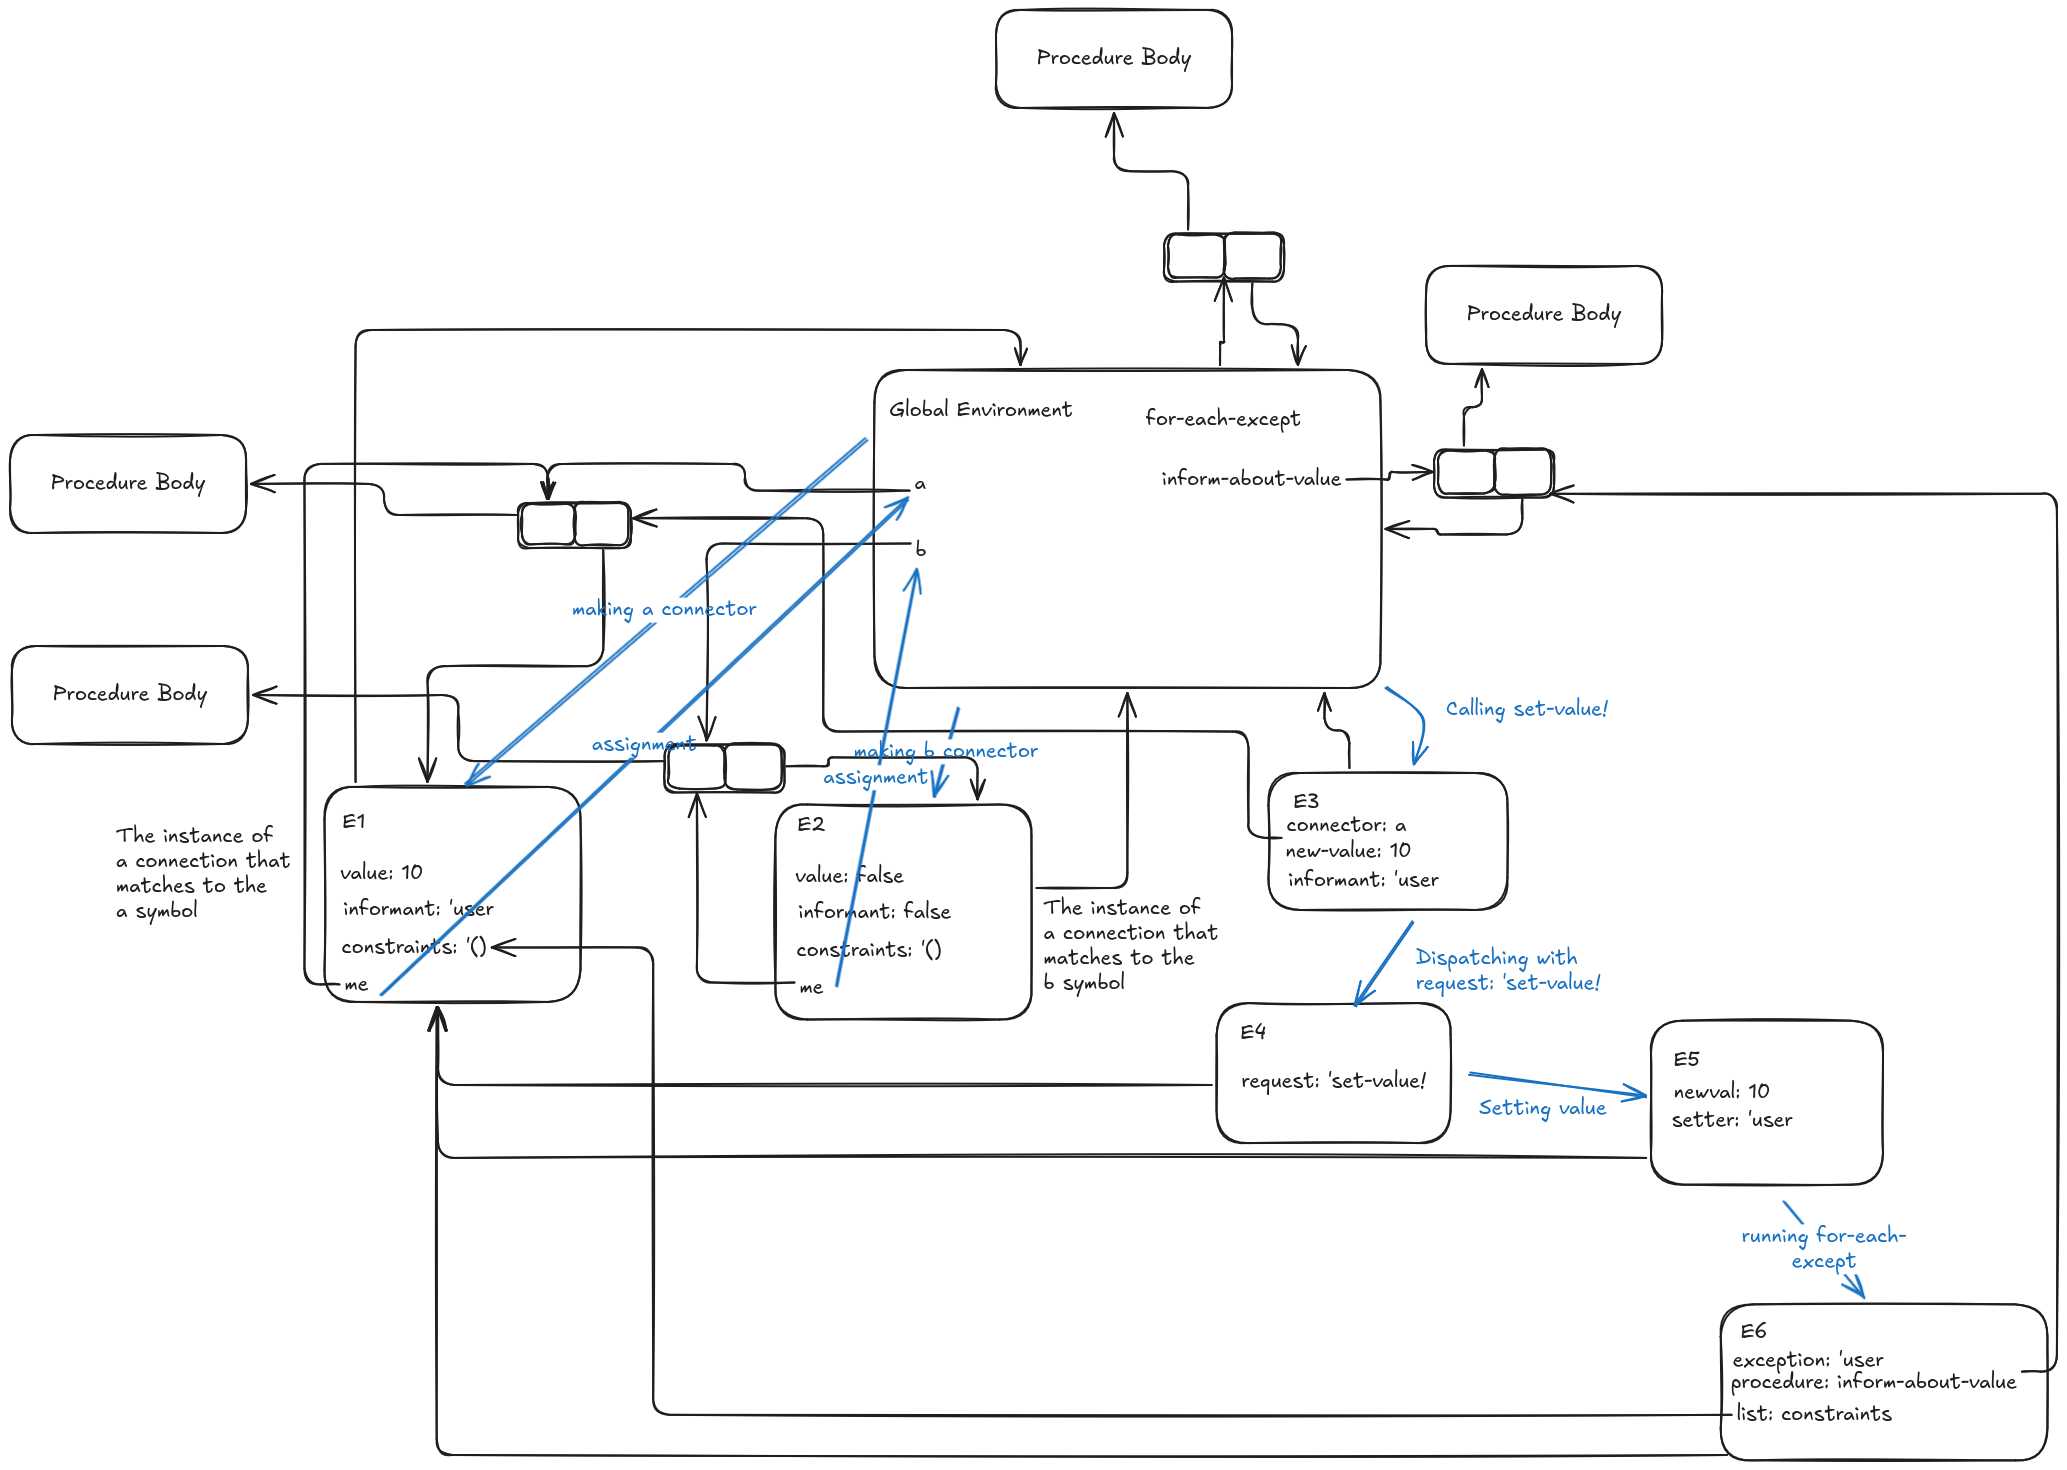 Procedure Body
Procedure Body
Global Environment
for-each-except
inform-about-value
a
b
Procedure Body
making a connector
Procedure Body
Calling set-value!
assignment
making b connector
assignment
E1
value: 10
informant: 'user
constraints: '()
me
The instance of
a connection that
matches to the
a symbol
E2
value: false
informant: false
constraints: '()
me
The instance of
a connection that
matches to the
b symbol
E3
connector: a
new-value: 10
informant: 'user
Dispatching with
request: 'set-value!
E4
request: 'set-value!
Setting value
E5
newval: 10
setter: 'user
running for-each-
except
E6
exception: 'user
procedure: inform-about-value
list: constraints